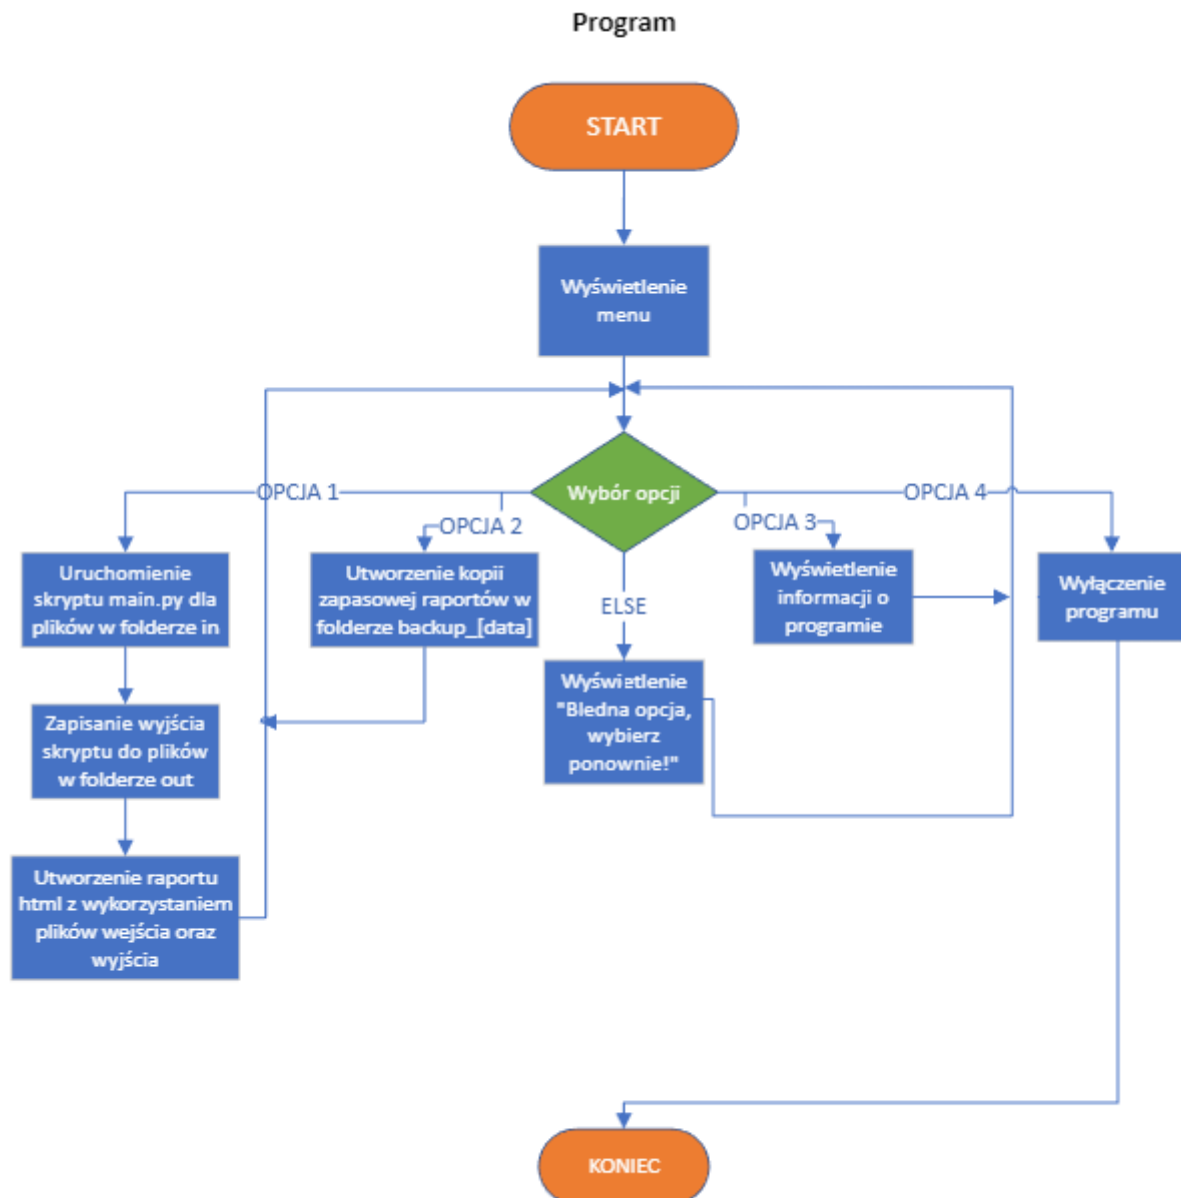 Program
START
Wyświetlenie
menu
Wybór opcji
OPCJA 1
OPCJA 2
OPCJA 3
OPCJA 4
ELSE
Uruchomienie
skryptu main.py dla
plików w folderze in
Utworzenie kopii
zapasowej raportów w
folderze backup_[data]
Wyświetlenie
informacji o
programie
Wyłączenie
programu
Wyświetlenie
"Bledna opcja,
wybierz
ponownie!"
Zapisanie wyjścia
skryptu do plików
w folderze out
Utworzenie raportu
html z wykorzystaniem
plików wejścia oraz
wyjścia
KONIEC